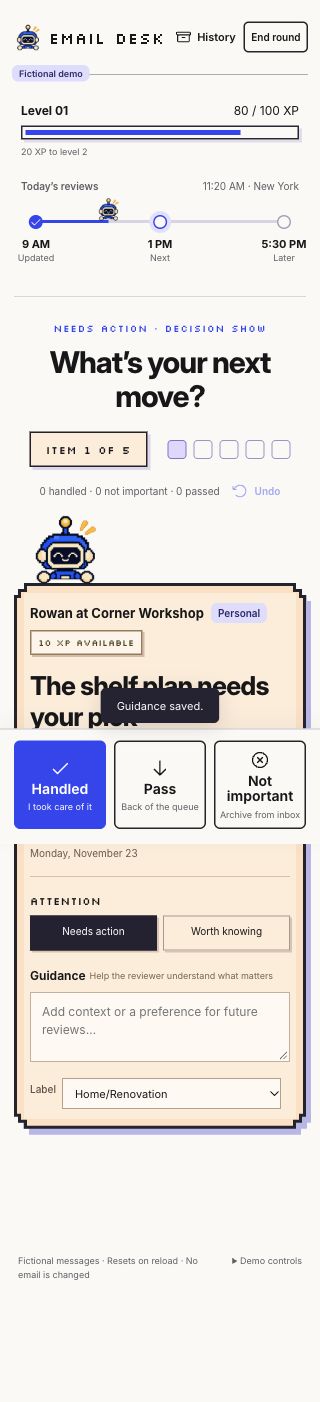 EMAIL DESK
History
End round
Fictional demo
Level 01
80 / 100 XP
20 XP to level 2
Today's reviews
11:20 AM · New York
9 AM
1 PM
5:30 PM
Updated
Next
Later
NEEDS ACTION · DECISION SHOW
What's your next
move?
ITEM 1 OF 5
0 handled · 0 not important · 0 passed
Undo
Rowan at Corner Workshop
Personal
10 XP AVAILABLE
The shelf plan needs
your pick
Guidance saved.
Handled
I took care of it
Pass
Back of the queue
Not
important
Archive from inbox
Monday, November 23
ATTENTION
Needs action
Worth knowing
Guidance Help the reviewer understand what matters
Add context or a preference for future
reviews...
Label
Home/Renovation
Fictional messages · Resets on reload · No
email is changed
Demo controls